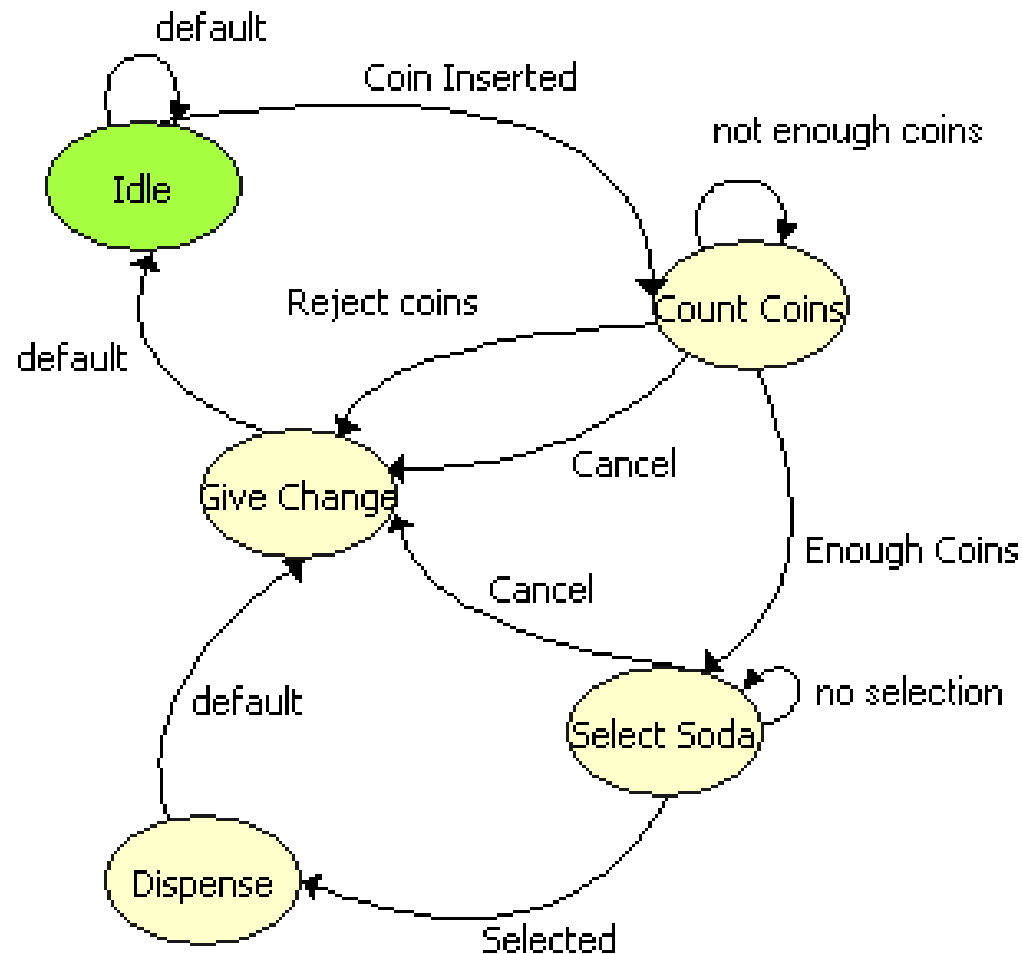 default
Coin Inserted
not enough coins
Idle
Reject coins
Count Coins
default
Cancel
Give Change
Enough Coins
Cancel
no selection
default
Select Soda
Dispense
Selected